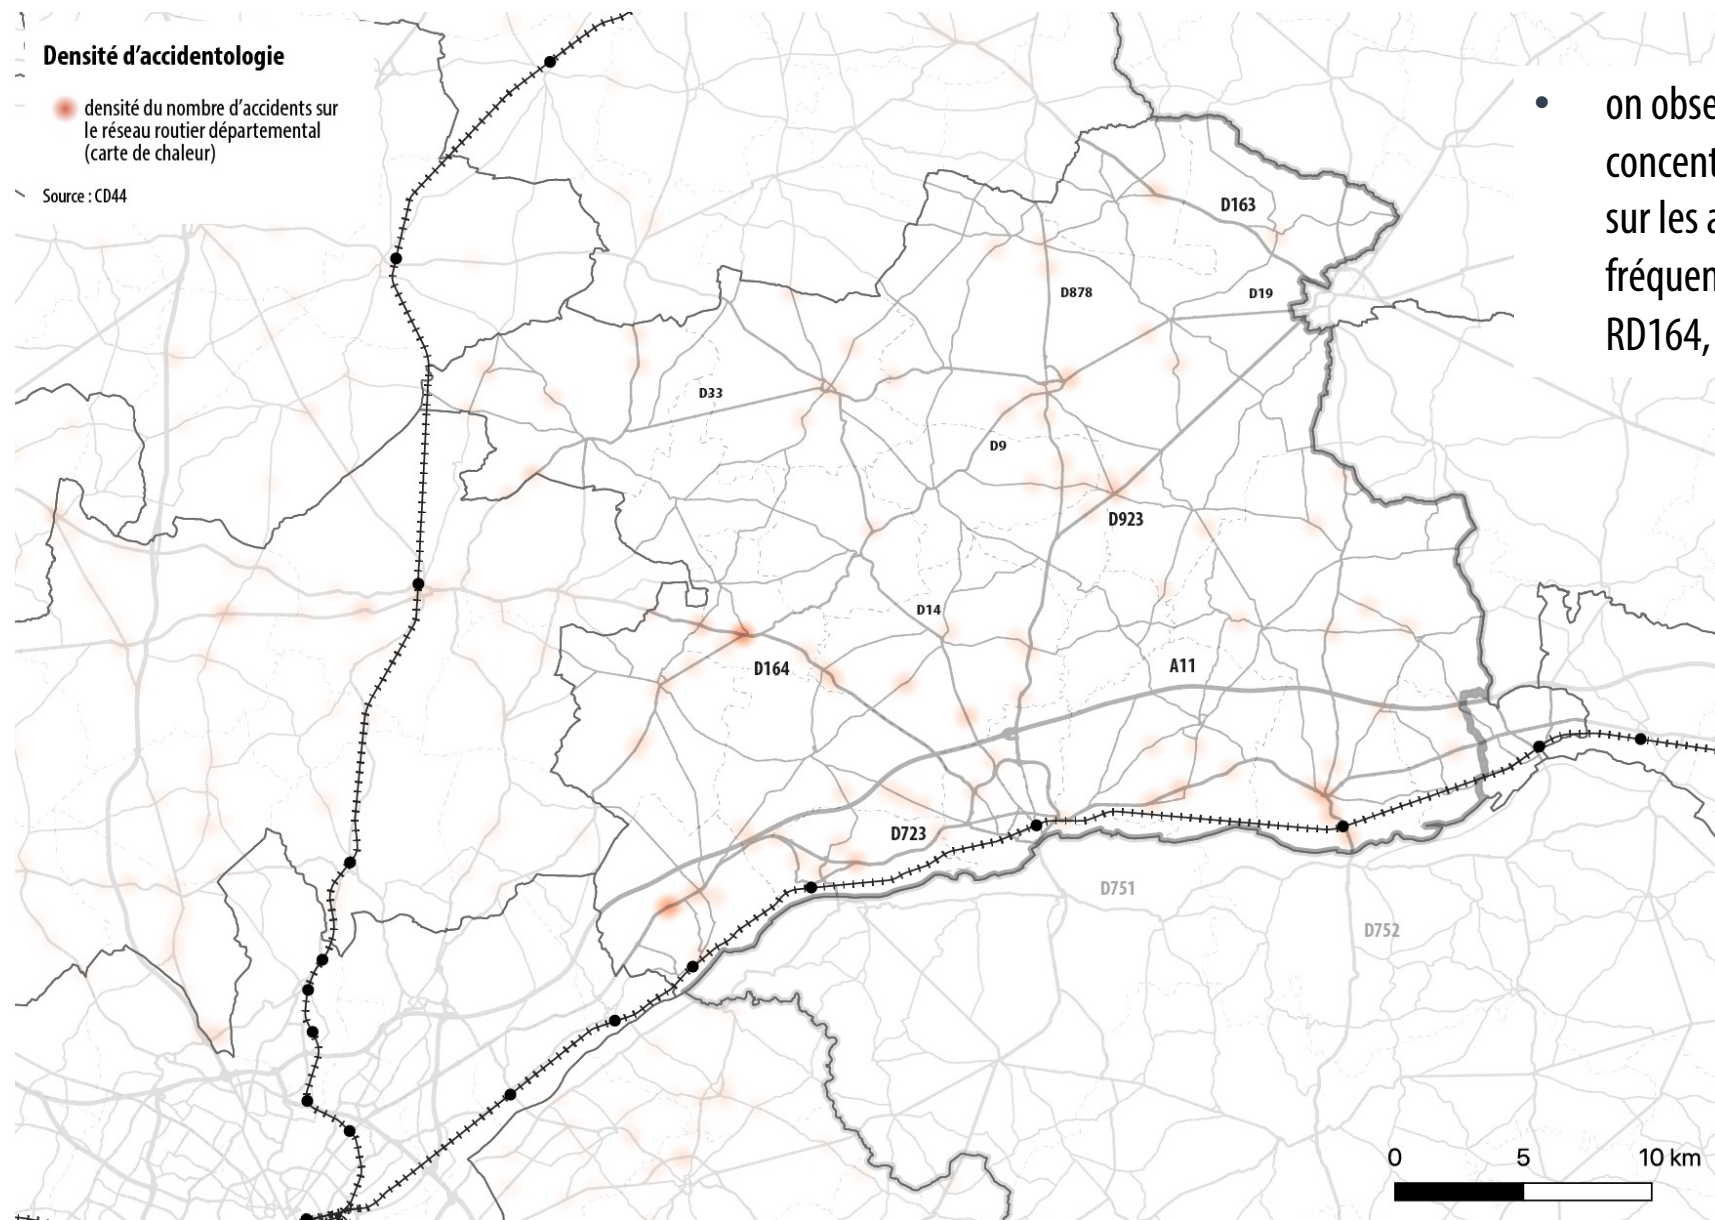 Densité d’accidentologie
densité du nombre d’accidents sur
le réseau routier départemental
(carte de chaleur)
Source : CD44
on obse
concent
sur les a
fréquen
RD164,
D163
D878
D19
D33
D9
D923
D14
D164
A11
D723
D751
D752
0 5 10 km